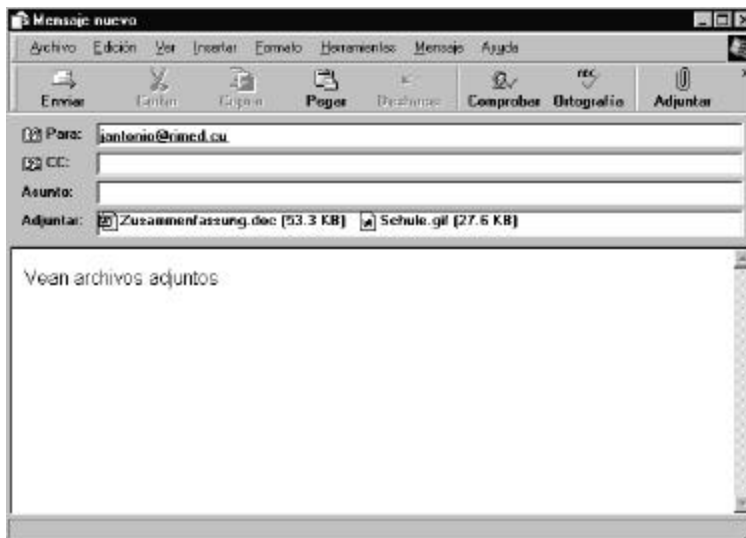 Mensaje nuevo
Archivo Edición Ver Insertar Formato Herramientas Mensaje Ayuda
Enviar Cortar Copiar Pegar Deshacer Comprobar Ortografía Adjuntar
Para: jantonio@rimed.cu
CC:
Asunto:
Adjuntar: Zusammenfassung.doc (53.3 KB) Schule.gif (27.6 KB)
Vean archivos adjuntos